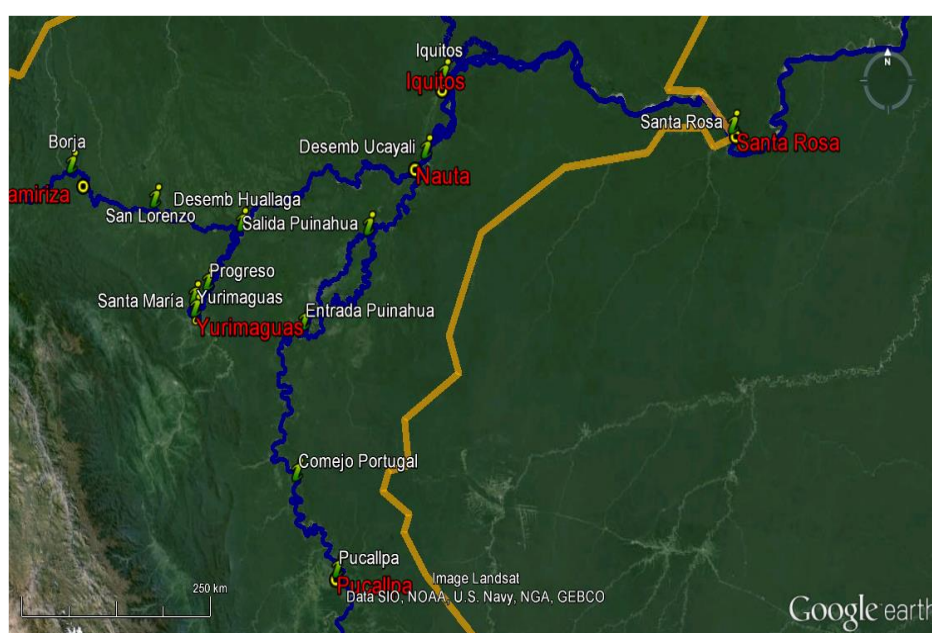 Iquitos
Iquitos
Desemb Ucayali
Santa Rosa
Santa Rosa
Borja
Nauta
amiriza
Desemb Huallaga
San Lorenzo
Salida Puinahua
Progreso
Santa María
Yurimaguas
Entrada Puinahua
Yurimaguas
Comejo Portugal
Pucallpa
Pucallpa
Image Landsat
Data SIO, NOAA, U.S. Navy, NGA, GEBCO
250 km
N
Google earth